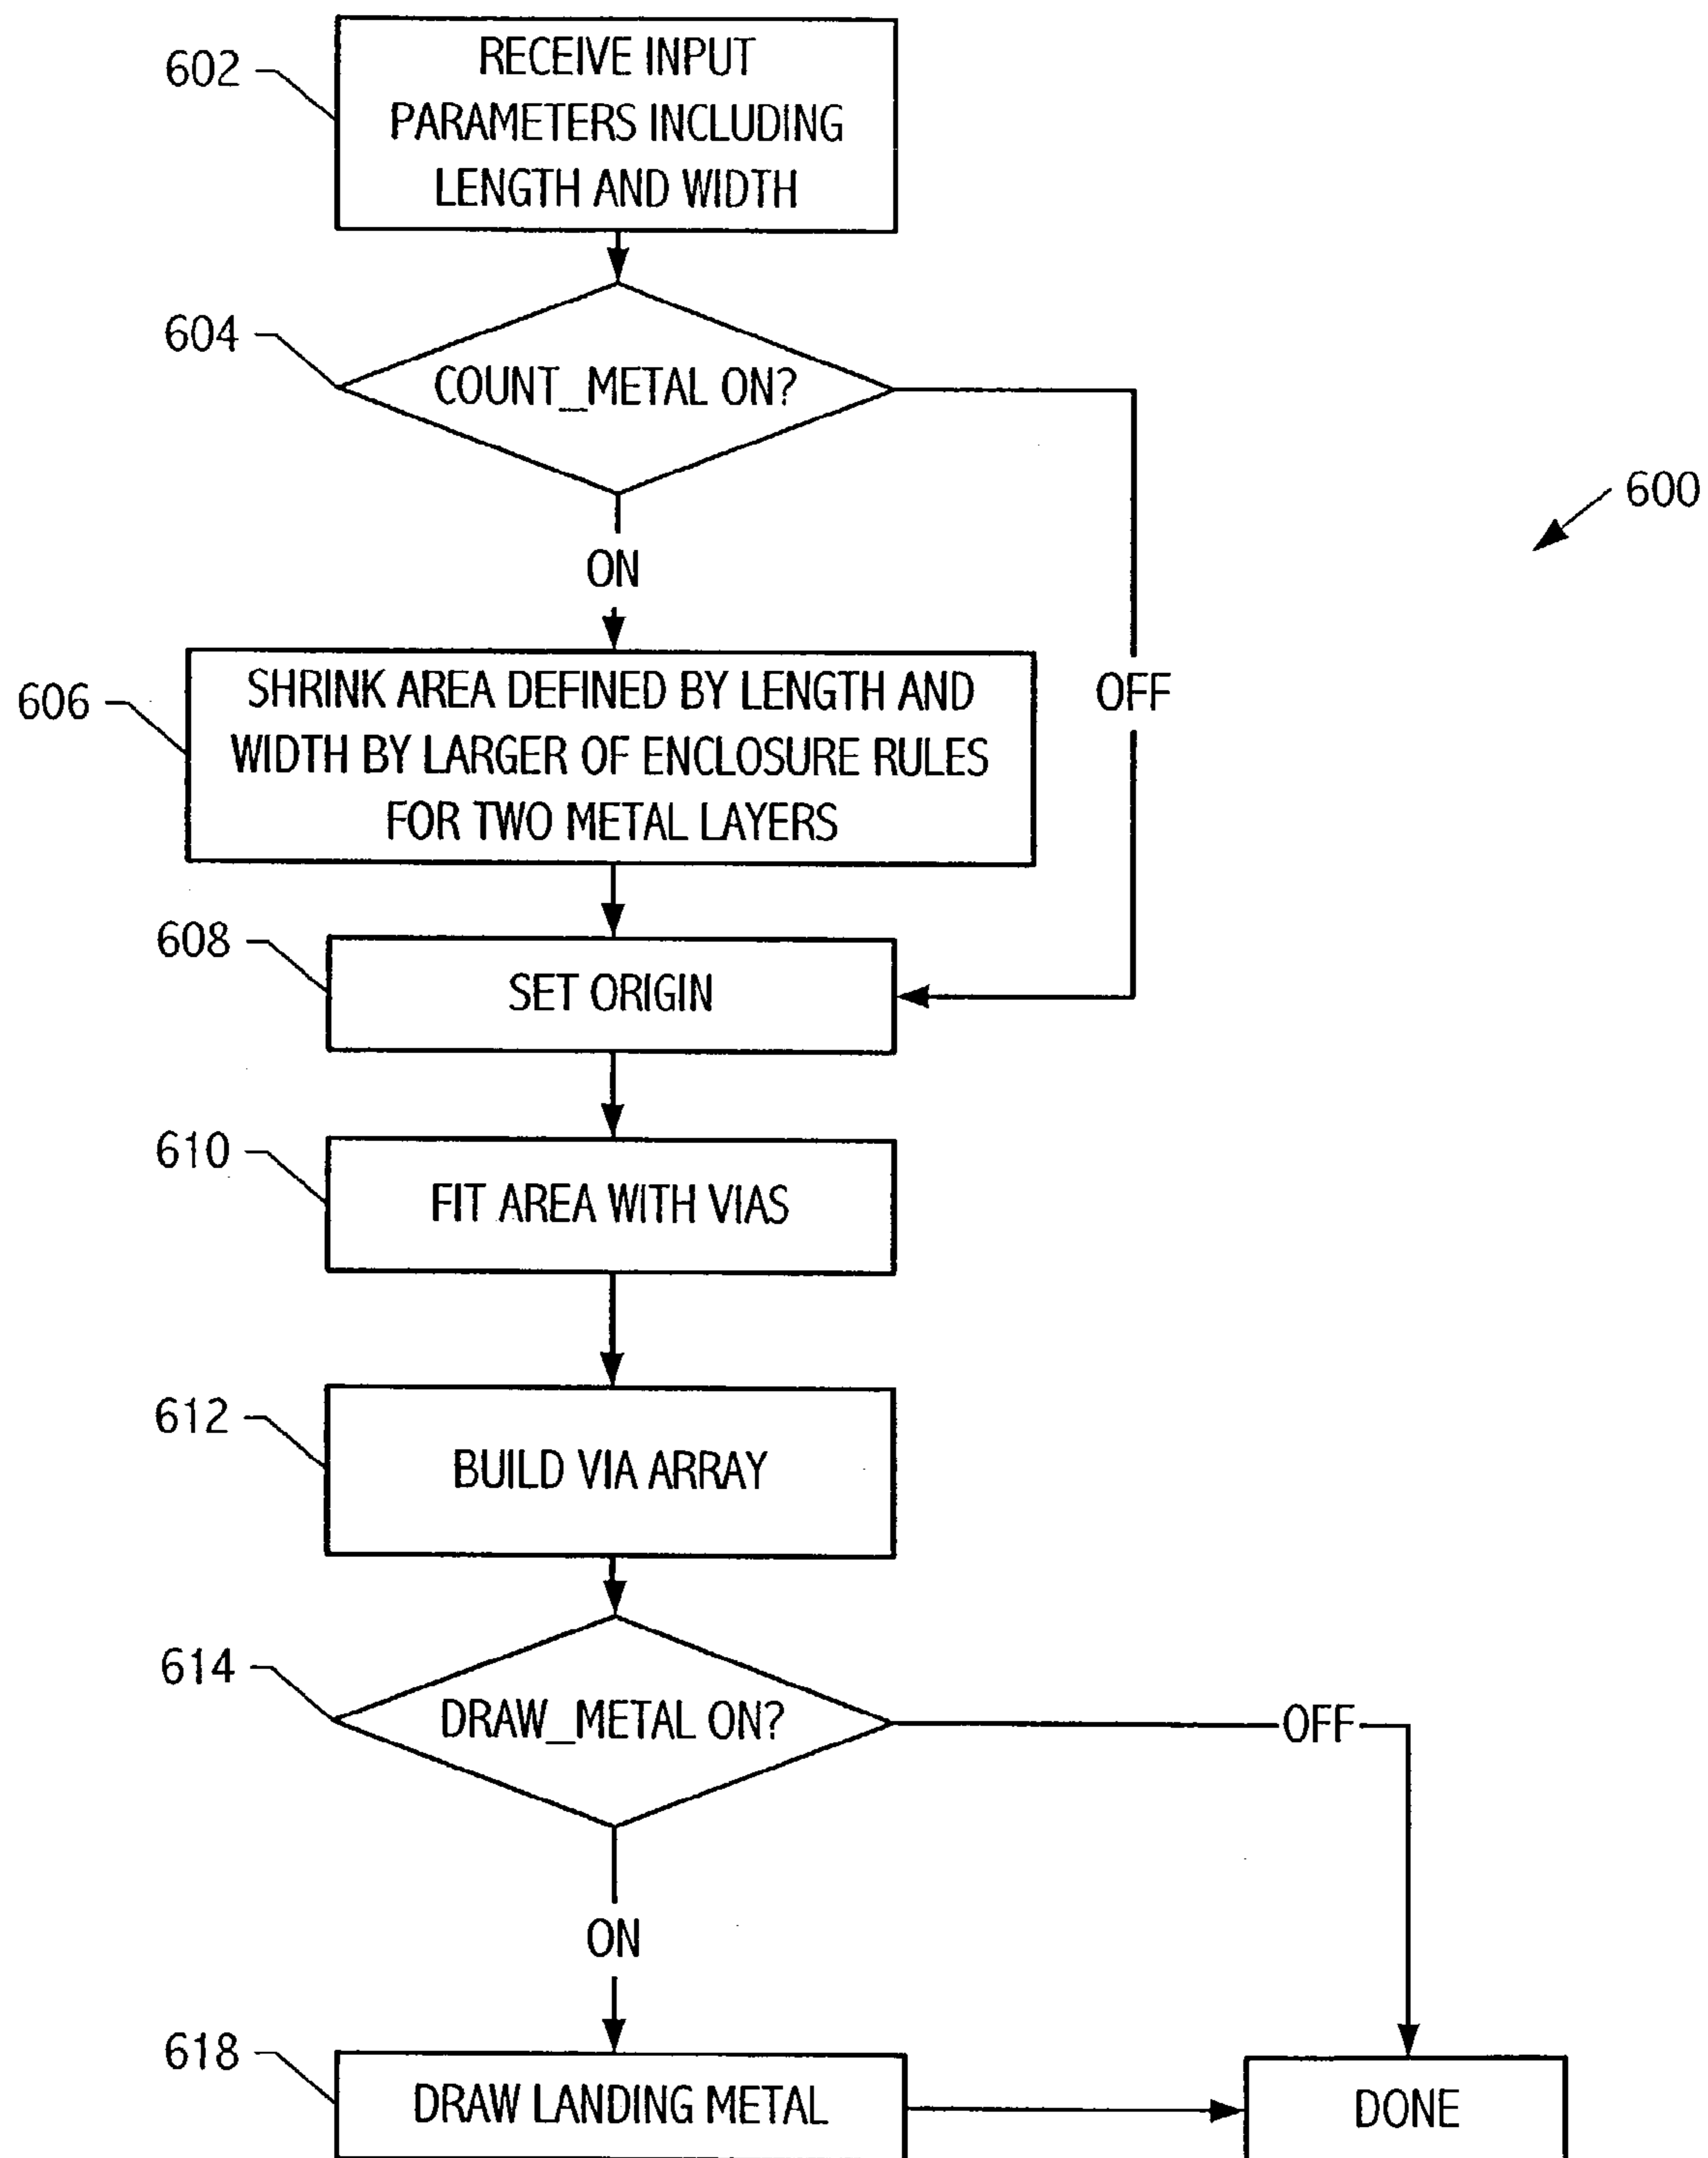 602
RECEIVE INPUT
PARAMETERS INCLUDING
LENGTH AND WIDTH
604
COUNT_METAL ON?
600
ON
OFF
606
SHRINK AREA DEFINED BY LENGTH AND
WIDTH BY LARGER OF ENCLOSURE RULES
FOR TWO METAL LAYERS
608
SET ORIGIN
610
FIT AREA WITH VIAS
612
BUILD VIA ARRAY
614
DRAW_METAL ON?
OFF
ON
618
DRAW LANDING METAL
DONE